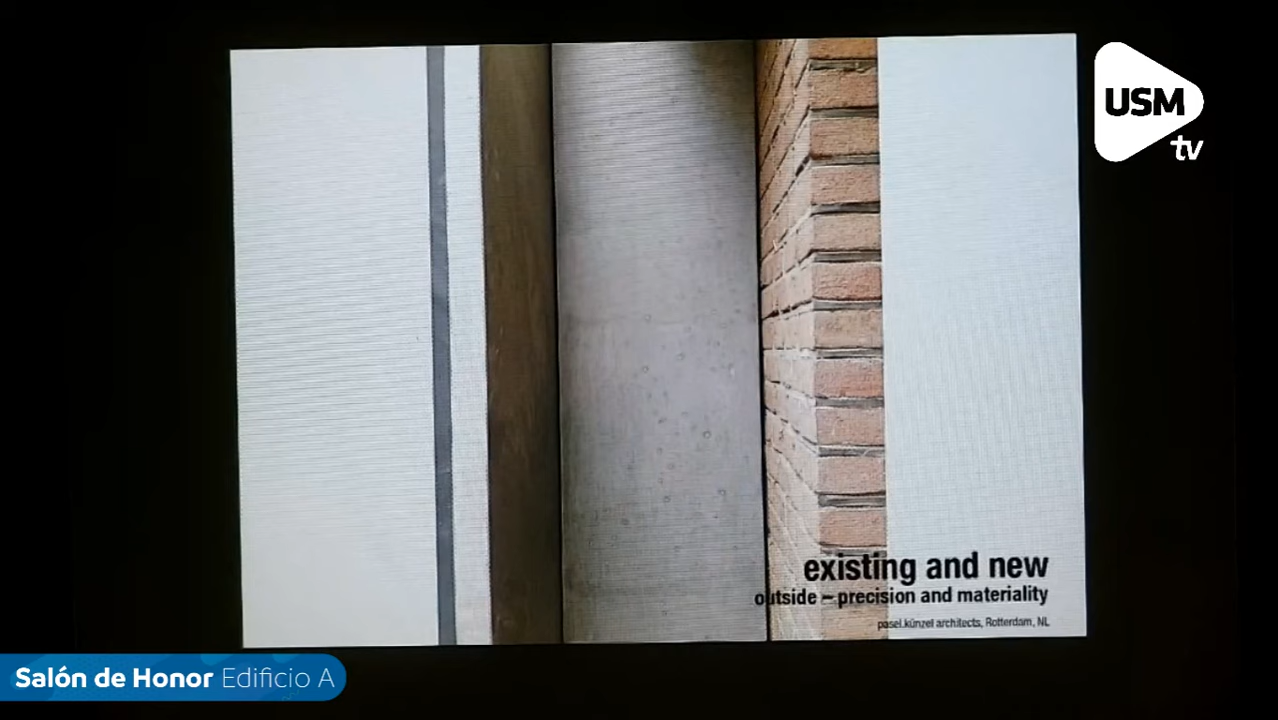 USM
tv
existing and new
outside – precision and materiality
pasel.künzel architects, Rotterdam, NL
Salón de Honor Edificio A